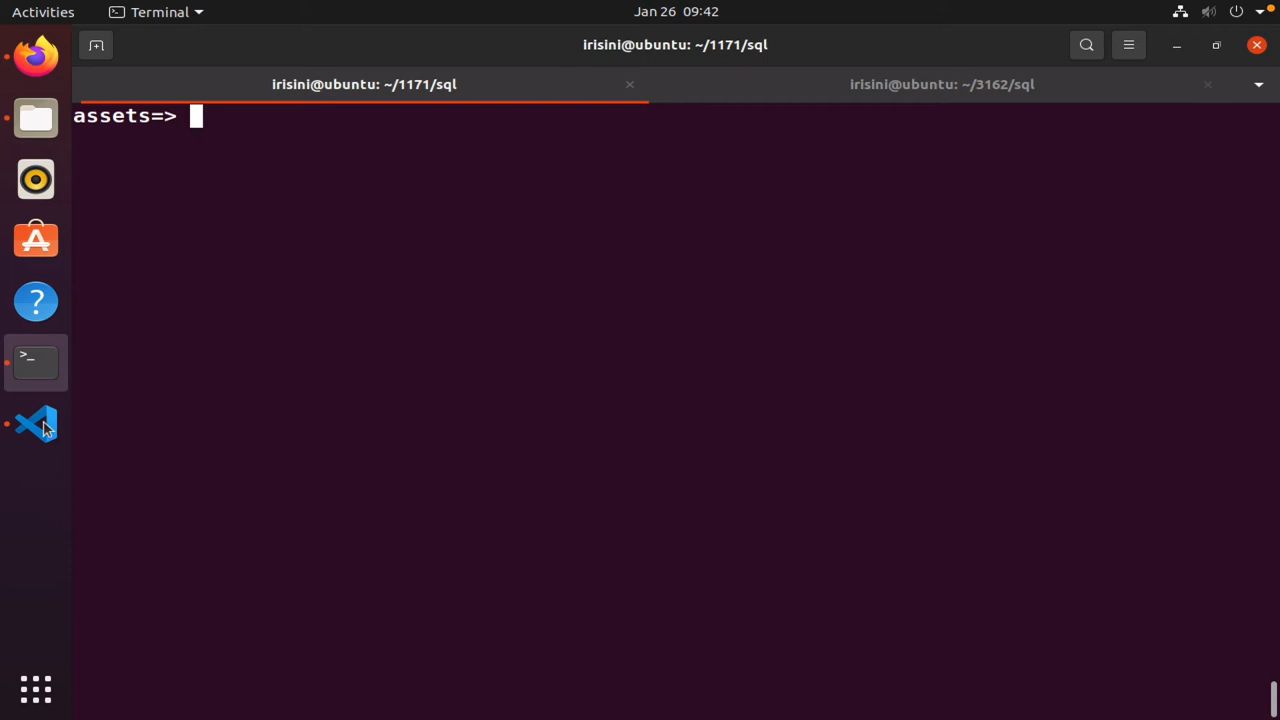 Activities
Terminal
Jan 26 09:42
irisini@ubuntu: ~/1171/sql
irisini@ubuntu: ~/1171/sql
irisini@ubuntu: ~/3162/sql
assets=>